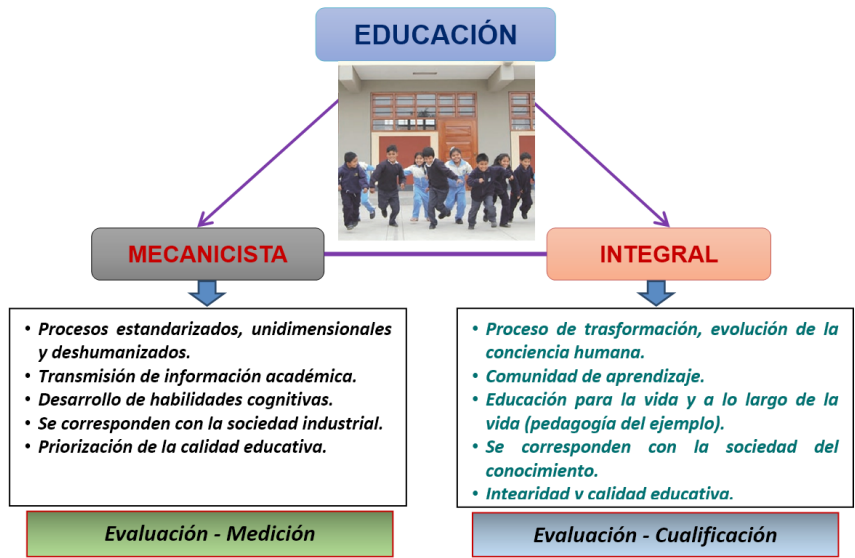 EDUCACIÓN
MECANICISTA
INTEGRAL
• Procesos estandarizados, unidimensionales
y deshumanizados.
• Transmisión de información académica.
• Desarrollo de habilidades cognitivas.
• Se corresponden con la sociedad industrial.
• Priorización de la calidad educativa.
• Proceso de trasformación, evolución de la
conciencia humana.
• Comunidad de aprendizaje.
• Educación para la vida y a lo largo de la
vida (pedagogía del ejemplo).
• Se corresponden con la sociedad del
conocimiento.
• Integridad y calidad educativa.
Evaluación - Medición
Evaluación - Cualificación